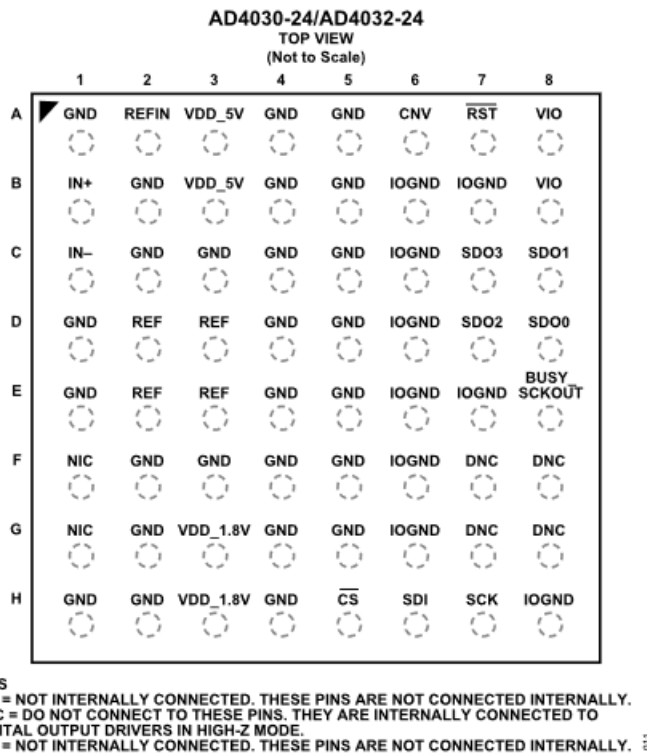 AD4030-24/AD4032-24
TOP VIEW
(Not to Scale)
1 2 3 4 5 6 7 8
A GND REFIN VDD_5V GND GND CNV RST VIO
B IN+ GND VDD_5V GND GND IOGND IOGND VIO
C IN– GND GND GND GND IOGND SDO3 SDO1
D GND REF REF GND GND IOGND SDO2 SDO0
E GND REF REF GND GND IOGND IOGND BUSY_SCKOUT
F NIC GND GND GND GND IOGND DNC DNC
G NIC GND VDD_1.8V GND GND IOGND DNC DNC
H GND GND VDD_1.8V GND CS SDI SCK IOGND
S
= NOT INTERNALLY CONNECTED. THESE PINS ARE NOT CONNECTED INTERNALLY.
C = DO NOT CONNECT TO THESE PINS. THEY ARE INTERNALLY CONNECTED TO
ITAL OUTPUT DRIVERS IN HIGH-Z MODE.
= NOT INTERNALLY CONNECTED. THESE PINS ARE NOT CONNECTED INTERNALLY.